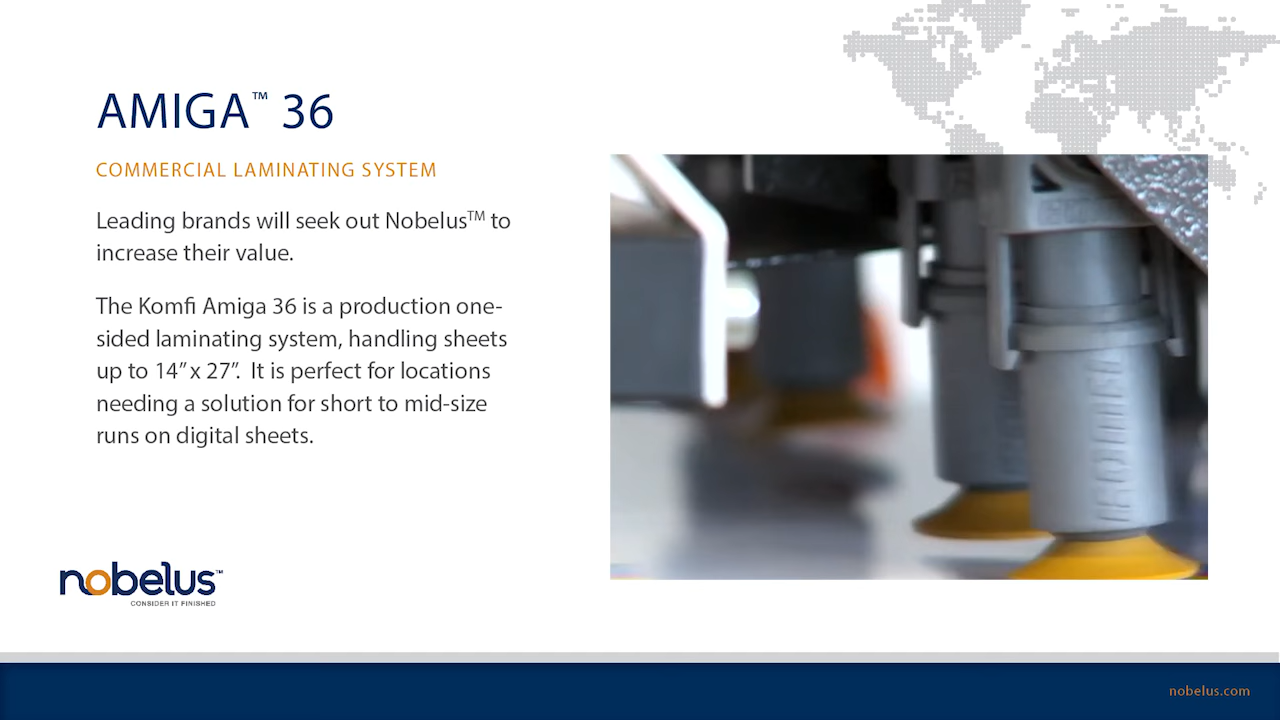 AMIGA™ 36
COMMERCIAL LAMINATING SYSTEM
Leading brands will seek out Nobelus™ to
increase their value.
The Komfi Amiga 36 is a production one-
sided laminating system, handling sheets
up to 14” x 27”.  It is perfect for locations
needing a solution for short to mid-size
runs on digital sheets.
nobelus™
CONSIDER IT FINISHED
nobelus.com